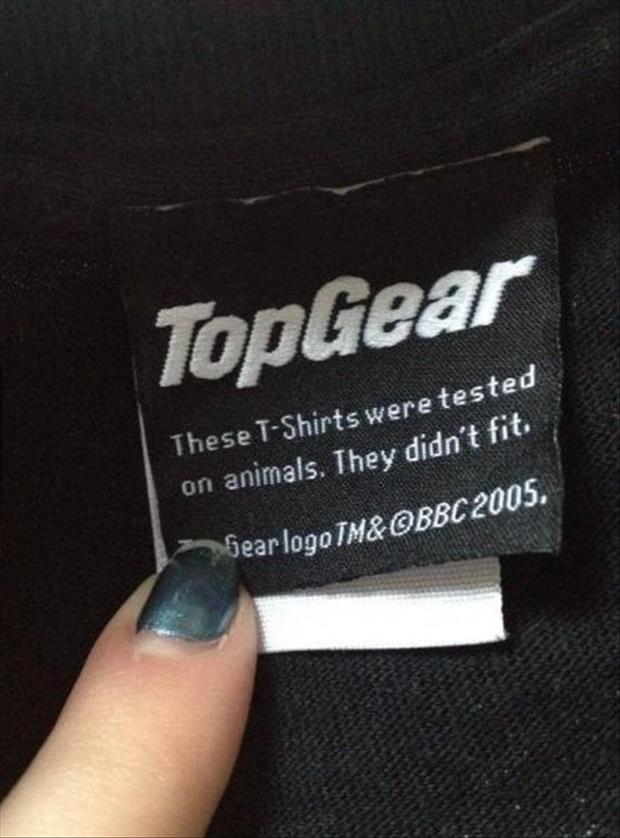 TopGear
These T-Shirts were tested
on animals. They didn't fit.
Gear logo TM & © BBC 2005.